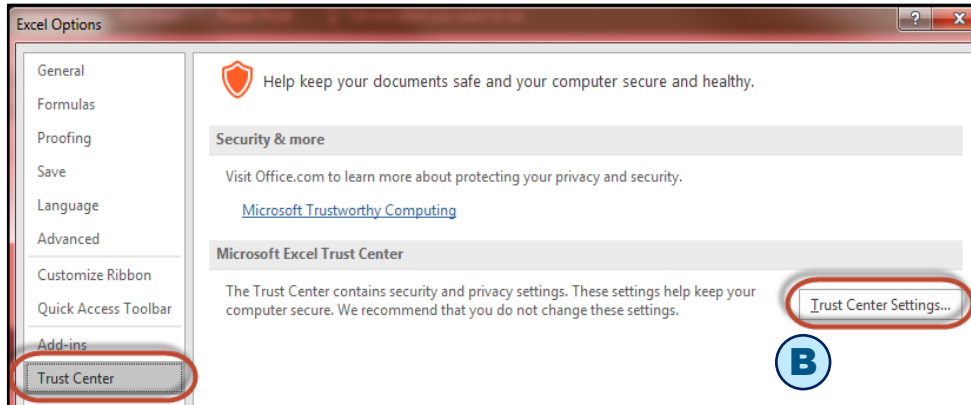 Excel Options
?
X
General
Formulas
Proofing
Save
Language
Advanced
Customize Ribbon
Quick Access Toolbar
Add-ins
Trust Center
Help keep your documents safe and your computer secure and healthy.
Security & more
Visit Office.com to learn more about protecting your privacy and security.
Microsoft Trustworthy Computing
Microsoft Excel Trust Center
The Trust Center contains security and privacy settings. These settings help keep your
computer secure. We recommend that you do not change these settings.
Trust Center Settings...
B